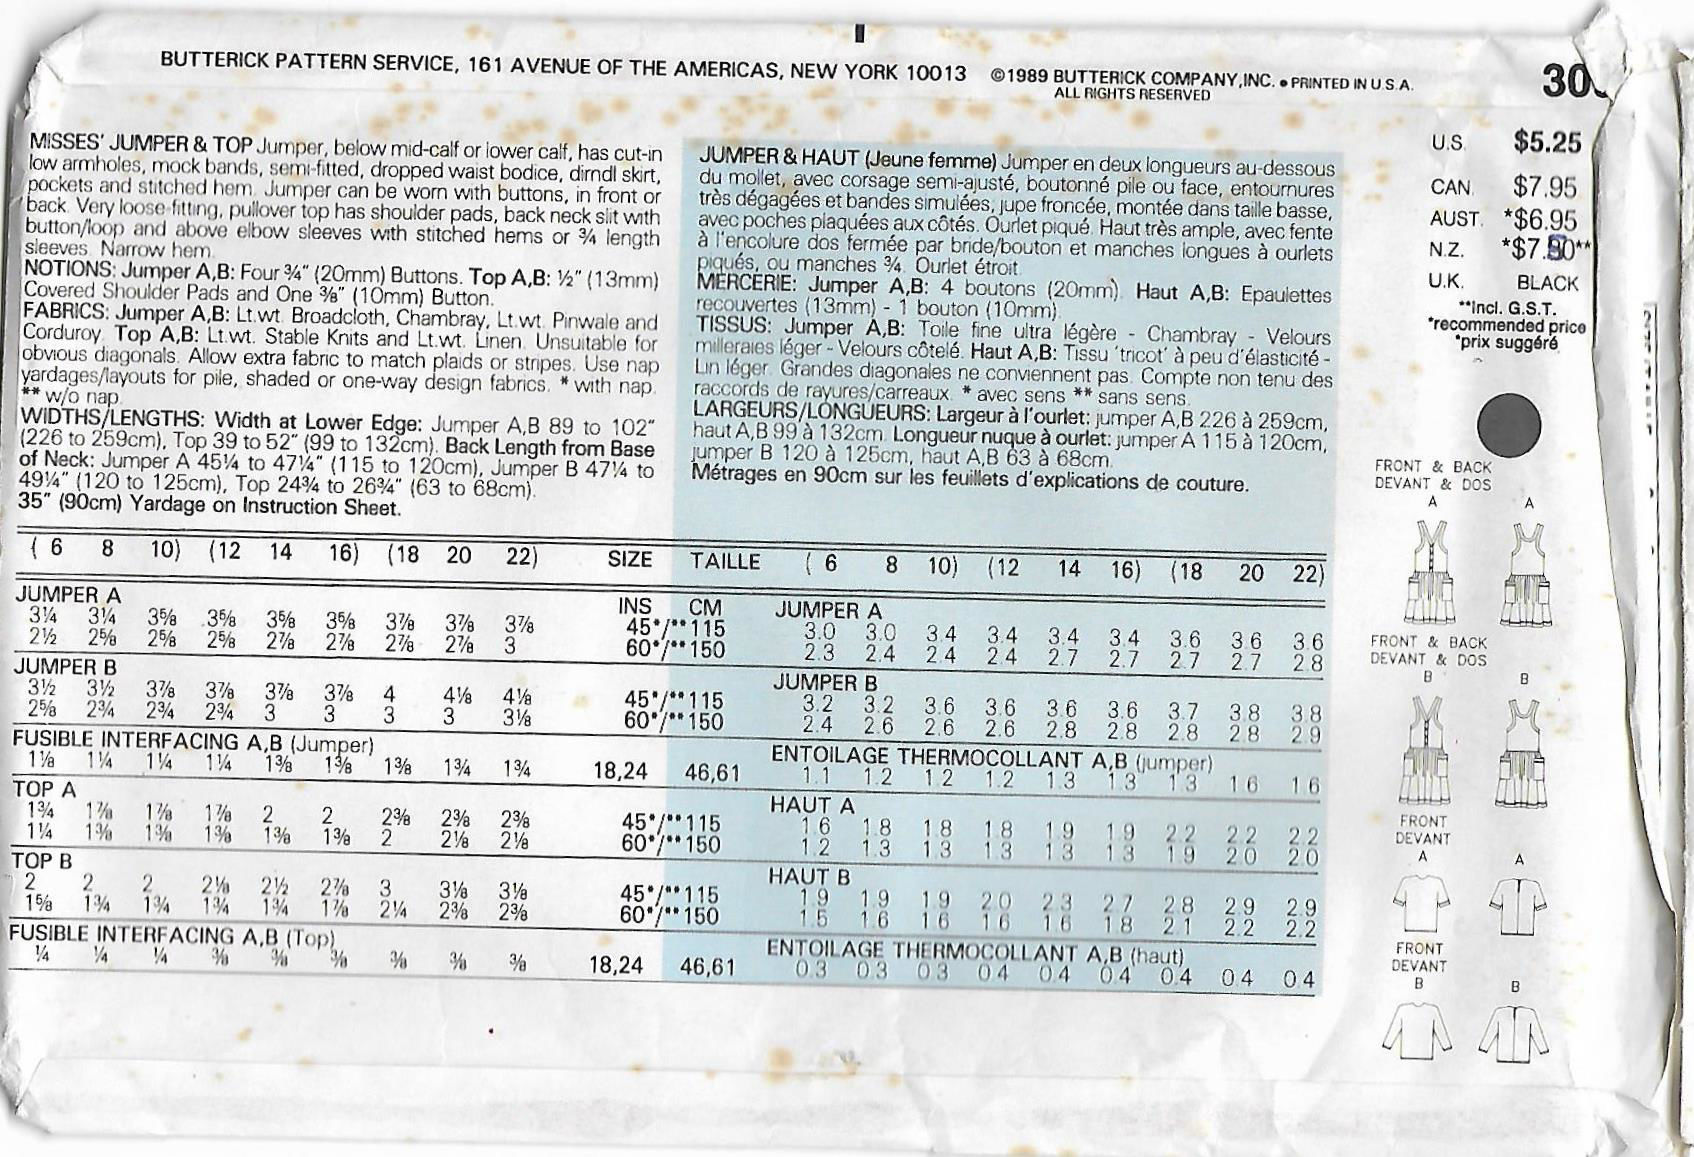 BUTTERICK PATTERN SERVICE, 161 AVENUE OF THE AMERICAS, NEW YORK 10013 ©1989 BUTTERICK COMPANY,INC. • PRINTED IN U.S.A.
ALL RIGHTS RESERVED
30
MISSES' JUMPER & TOP Jumper, below mid-calf or lower calf, has cut-in
low armholes, mock bands, semi-fitted, dropped waist bodice, dirndl skirt,
pockets and stitched hem. Jumper can be worn with buttons, in front or
back. Very loose-fitting, pullover top has shoulder pads, back neck slit with
button/loop and above elbow sleeves with stitched hems or ¾ length
sleeves. Narrow hem.
NOTIONS: Jumper A,B: Four ¾" (20mm) Buttons. Top A,B: ½" (13mm)
Covered Shoulder Pads and One ⅜" (10mm) Button.
FABRICS: Jumper A,B: Lt.wt. Broadcloth, Chambray, Lt.wt. Pinwale and
Corduroy. Top A,B: Lt.wt. Stable Knits and Lt.wt. Linen. Unsuitable for
obvious diagonals. Allow extra fabric to match plaids or stripes. Use nap
yardages/layouts for pile, shaded or one-way design fabrics. * with nap.
** w/o nap.
WIDTHS/LENGTHS: Width at Lower Edge: Jumper A,B 89 to 102"
(226 to 259cm), Top 39 to 52" (99 to 132cm). Back Length from Base
of Neck: Jumper A 45¼ to 47¼" (115 to 120cm), Jumper B 47¼ to
49¼" (120 to 125cm), Top 24¾ to 26¾" (63 to 68cm).
35" (90cm) Yardage on Instruction Sheet.
JUMPER & HAUT (Jeune femme) Jumper en deux longueurs au-dessous
du mollet, avec corsage semi-ajusté, boutonné pile ou face, entournures
très dégagées et bandes simulées, jupe froncée, montée dans taille basse,
avec poches plaquées aux côtés. Ourlet piqué. Haut très ample, avec fente
à l'encolure dos fermée par bride/bouton et manches longues à ourlets
piqués, ou manches ¾. Ourlet étroit.
MERCERIE: Jumper A,B: 4 boutons (20mm). Haut A,B: Epaulettes
recouvertes (13mm) - 1 bouton (10mm).
TISSUS: Jumper A,B: Toile fine ultra légère - Chambray - Velours
milleraies léger - Velours côtelé. Haut A,B: Tissu 'tricot' à peu d'élasticité -
Lin léger. Grandes diagonales ne conviennent pas. Compte non tenu des
raccords de rayures/carreaux. * avec sens ** sans sens.
LARGEURS/LONGUEURS: Largeur à l'ourlet: jumper A,B 226 à 259cm,
haut A,B 99 à 132cm. Longueur nuque à ourlet: jumper A 115 à 120cm,
jumper B 120 à 125cm, haut A,B 63 à 68cm.
Métrages en 90cm sur les feuillets d'explications de couture.
U.S. $5.25
CAN. $7.95
AUST. *$6.95
N.Z. *$7.80**
U.K. BLACK
**Incl. G.S.T.
*recommended price
*prix suggéré
( 6 8 10) (12 14 16) (18 20 22) SIZE TAILLE ( 6 8 10) (12 14 16) (18 20 22)
JUMPER A INS CM JUMPER A
3¼ 3¼ 3⅝ 3⅝ 3⅝ 3⅝ 3⅞ 3⅞ 3⅞ 45*/**115 3.0 3.0 3.4 3.4 3.4 3.4 3.6 3.6 3.6
2½ 2⅝ 2⅝ 2⅝ 2⅞ 2⅞ 2⅞ 2⅞ 3 60*/**150 2.3 2.4 2.4 2.4 2.7 2.7 2.7 2.7 2.8
JUMPER B JUMPER B
3½ 3½ 3⅞ 3⅞ 3⅞ 3⅞ 4 4⅛ 4⅛ 45*/**115 3.2 3.2 3.6 3.6 3.6 3.6 3.7 3.8 3.8
2⅝ 2¾ 2¾ 2¾ 3 3 3 3 3⅛ 60*/**150 2.4 2.6 2.6 2.6 2.8 2.8 2.8 2.8 2.9
FUSIBLE INTERFACING A,B (Jumper) ENTOILAGE THERMOCOLLANT A,B (jumper)
1⅛ 1¼ 1¼ 1¼ 1⅜ 1⅜ 1⅜ 1¾ 1¾ 18,24 46,61 1.1 1.2 1.2 1.2 1.3 1.3 1.3 1.6 1.6
TOP A HAUT A
1¾ 1⅞ 1⅞ 1⅞ 2 2 2⅜ 2⅜ 2⅜ 45*/**115 1.6 1.8 1.8 1.8 1.9 1.9 2.2 2.2 2.2
1¼ 1⅜ 1⅜ 1⅜ 1⅜ 1⅜ 2 2⅛ 2⅛ 60*/**150 1.2 1.3 1.3 1.3 1.3 1.3 1.9 2.0 2.0
TOP B HAUT B
2 2 2 2⅛ 2½ 2⅞ 3 3⅛ 3⅛ 45*/**115 1.9 1.9 1.9 2.0 2.3 2.7 2.8 2.9 2.9
1⅝ 1¾ 1¾ 1¾ 1¾ 1⅞ 2¼ 2⅜ 2⅜ 60*/**150 1.5 1.6 1.6 1.6 1.6 1.8 2.1 2.2 2.2
FUSIBLE INTERFACING A,B (Top) ENTOILAGE THERMOCOLLANT A,B (haut)
¼ ¼ ¼ ⅜ ⅜ ⅜ ⅜ ⅜ ⅜ 18,24 46,61 0.3 0.3 0.3 0.4 0.4 0.4 0.4 0.4 0.4
FRONT & BACK
DEVANT & DOS
A A
FRONT & BACK
DEVANT & DOS
B B
FRONT
DEVANT
A A
FRONT
DEVANT
B B